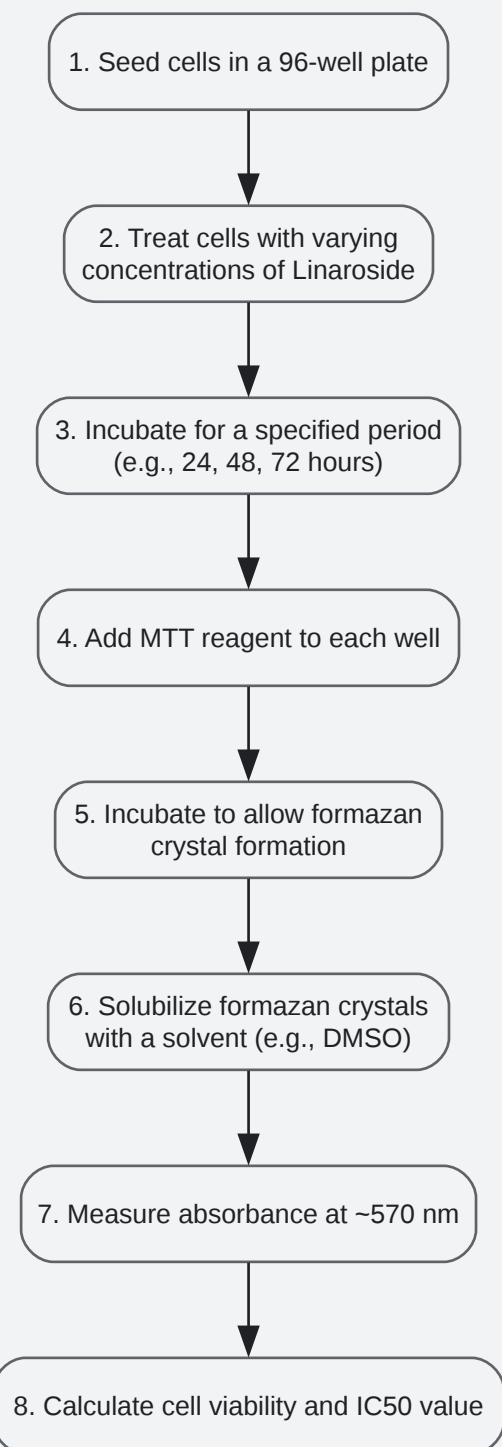 1. Seed cells in a 96-well plate
2. Treat cells with varying
concentrations of Linaroside
3. Incubate for a specified period
(e.g., 24, 48, 72 hours)
4. Add MTT reagent to each well
5. Incubate to allow formazan
crystal formation
6. Solubilize formazan crystals
with a solvent (e.g., DMSO)
7. Measure absorbance at ~570 nm
8. Calculate cell viability and IC50 value